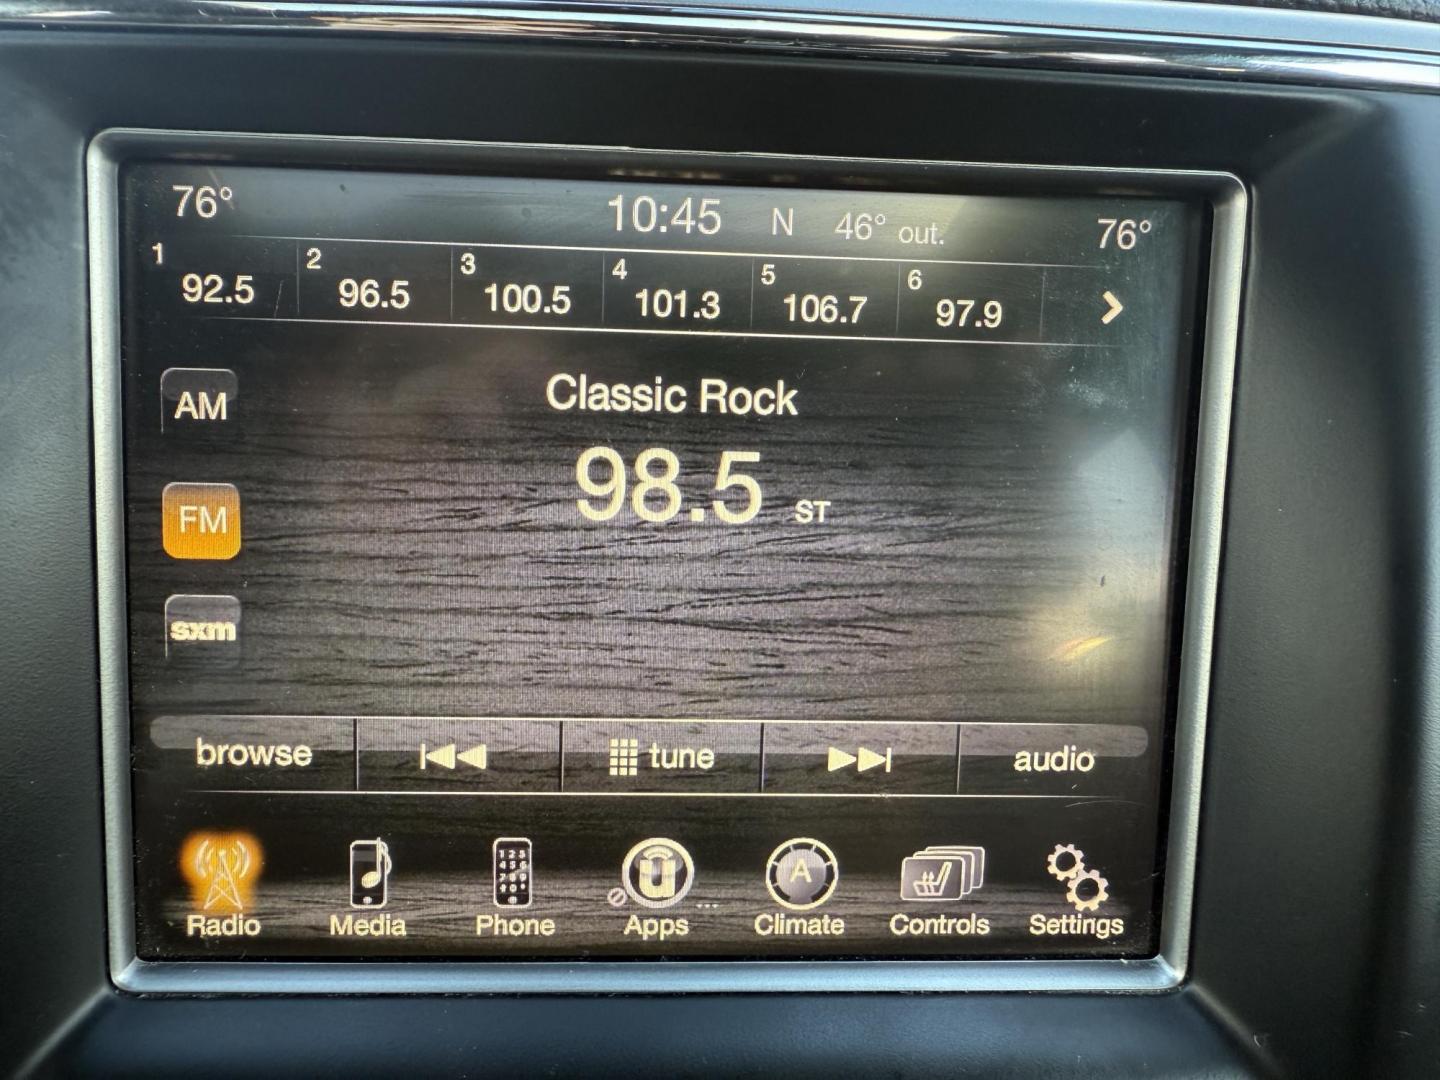 76° 10:45 N 46° out. 76°
1 92.5 2 96.5 3 100.5 4 101.3 5 106.7 6 97.9
AM
Classic Rock
98.5 ST
FM
sxm
browse tune audio
A
Radio Media Phone Apps ... Climate Controls Settings